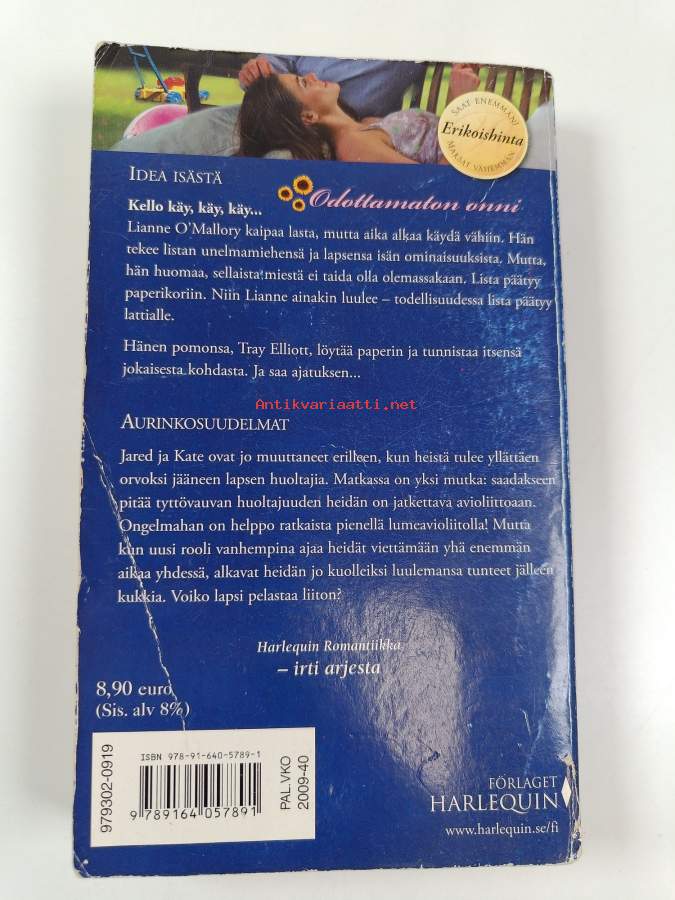 SAAT ENEMMÄN!
Erikoishinta
MAKSAT VÄHEMMÄN
IDEA ISÄSTÄ
Odottamaton onni
Kello käy, käy, käy...
Lianne O'Mallory kaipaa lasta, mutta aika alkaa käydä vähiin. Hän
tekee listan unelmamiehensä ja lapsensa isän ominaisuuksista. Mutta,
hän huomaa, sellaista miestä ei taida olla olemassakaan. Lista päätyy
paperikoriin. Niin Lianne ainakin luulee – todellisuudessa lista päätyy
lattialle.
Hänen pomonsa, Tray Elliott, löytää paperin ja tunnistaa itsensä
jokaisesta kohdasta. Ja saa ajatuksen...
Antikvariaatti.net
AURINKOSUUDELMAT
Jared ja Kate ovat jo muuttaneet erilleen, kun heistä tulee yllättäen
orvoksi jääneen lapsen huoltajia. Matkassa on yksi mutka: saadakseen
pitää tyttövauvan huoltajuuden heidän on jatkettava avioliittoaan.
Ongelmahan on helppo ratkaista pienellä lumeavioliitolla! Mutta
kun uusi rooli vanhempina ajaa heidät viettämään yhä enemmän
aikaa yhdessä, alkavat heidän jo kuolleiksi luulemansa tunteet jälleen
kukkia. Voiko lapsi pelastaa liiton?
Harlequin Romantiikka
– irti arjesta
8,90 euro
(Sis. alv 8%)
979302-0919
ISBN 978-91-640-5789-1
9 789164 057891
PAL.VKO
2009-40
FÖRLAGET
HARLEQUIN
www.harlequin.se/fi